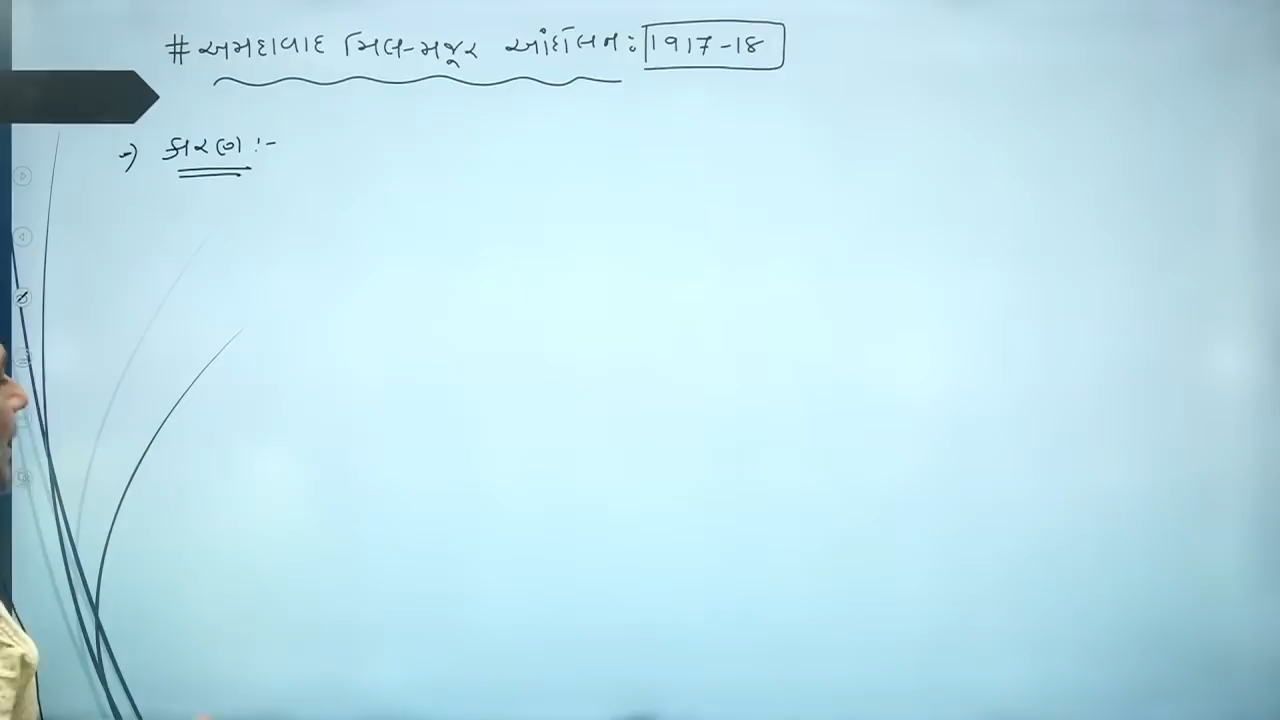 # અમદાવાદ મિલ-મજૂર આંદોલન: 1917-18
→ કારણ :-